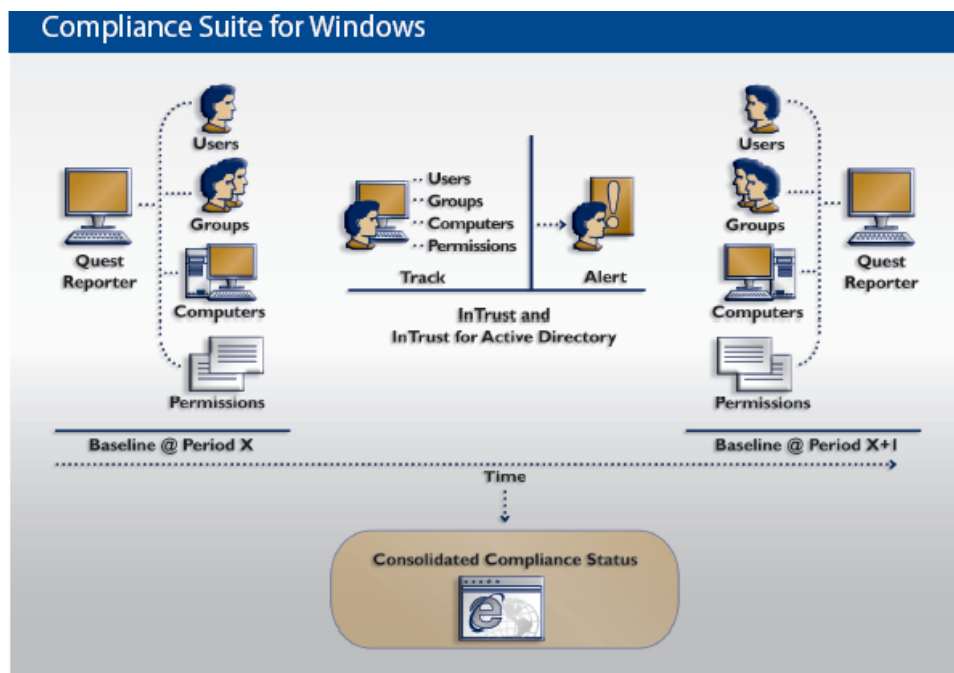 Compliance Suite for Windows
Users
Groups
Quest
Reporter
Computers
Permissions
Baseline @ Period X
Users
Groups
Computers
Permissions
Track
Alert
InTrust and
InTrust for Active Directory
Users
Groups
Quest
Reporter
Computers
Permissions
Baseline @ Period X+1
Time
Consolidated Compliance Status